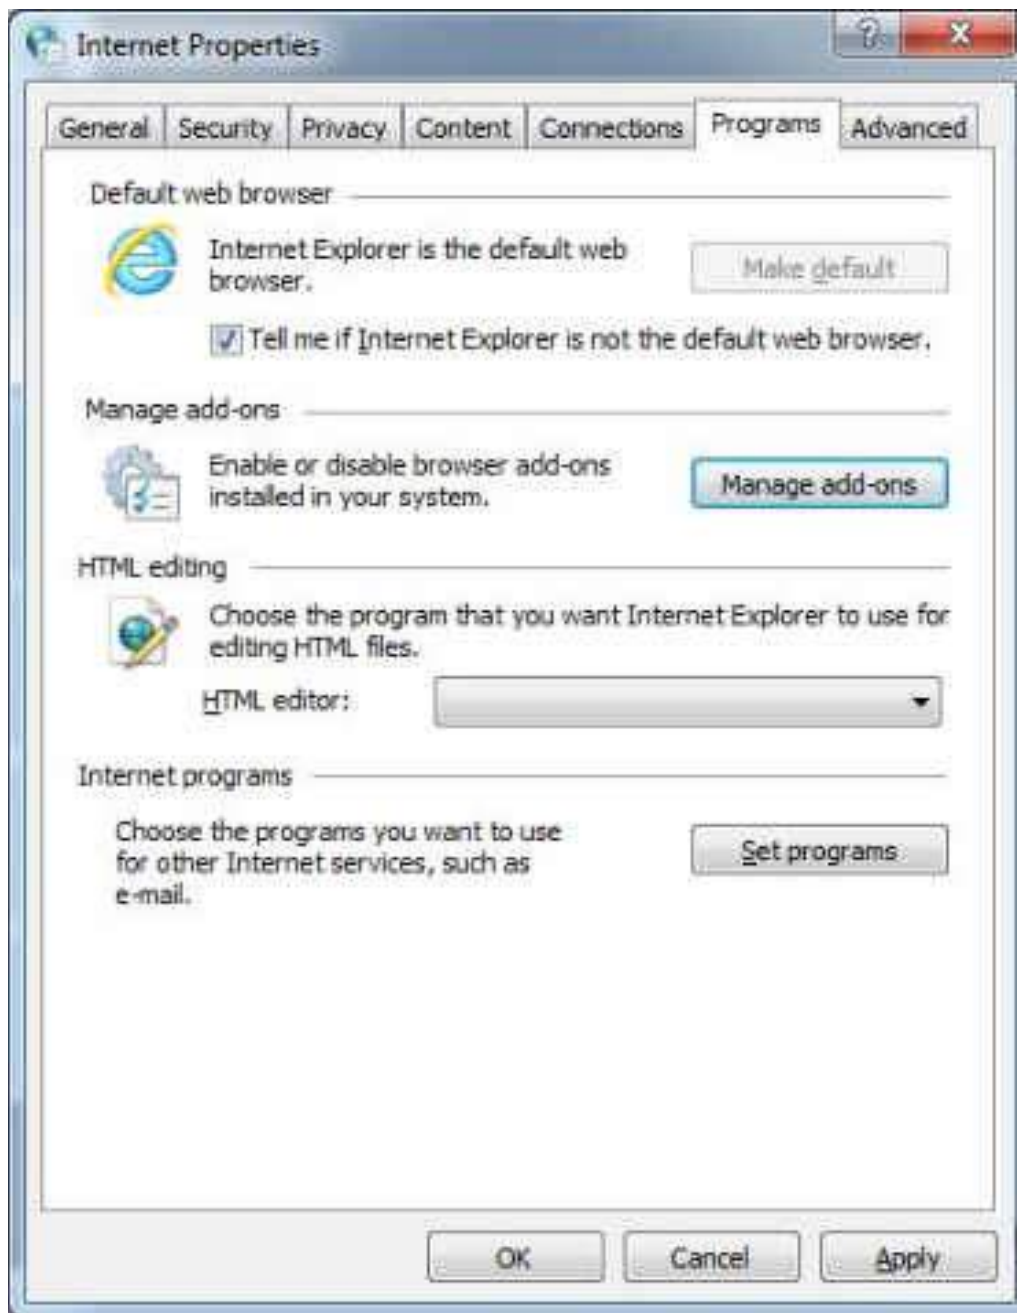 Internet Properties
General Security Privacy Content Connections Programs Advanced
Default web browser
Internet Explorer is the default web
browser.
Make default
Tell me if Internet Explorer is not the default web browser.
Manage add-ons
Enable or disable browser add-ons
installed in your system.
Manage add-ons
HTML editing
Choose the program that you want Internet Explorer to use for
editing HTML files.
HTML editor:
Internet programs
Choose the programs you want to use
for other Internet services, such as
e-mail.
Set programs
OK Cancel Apply